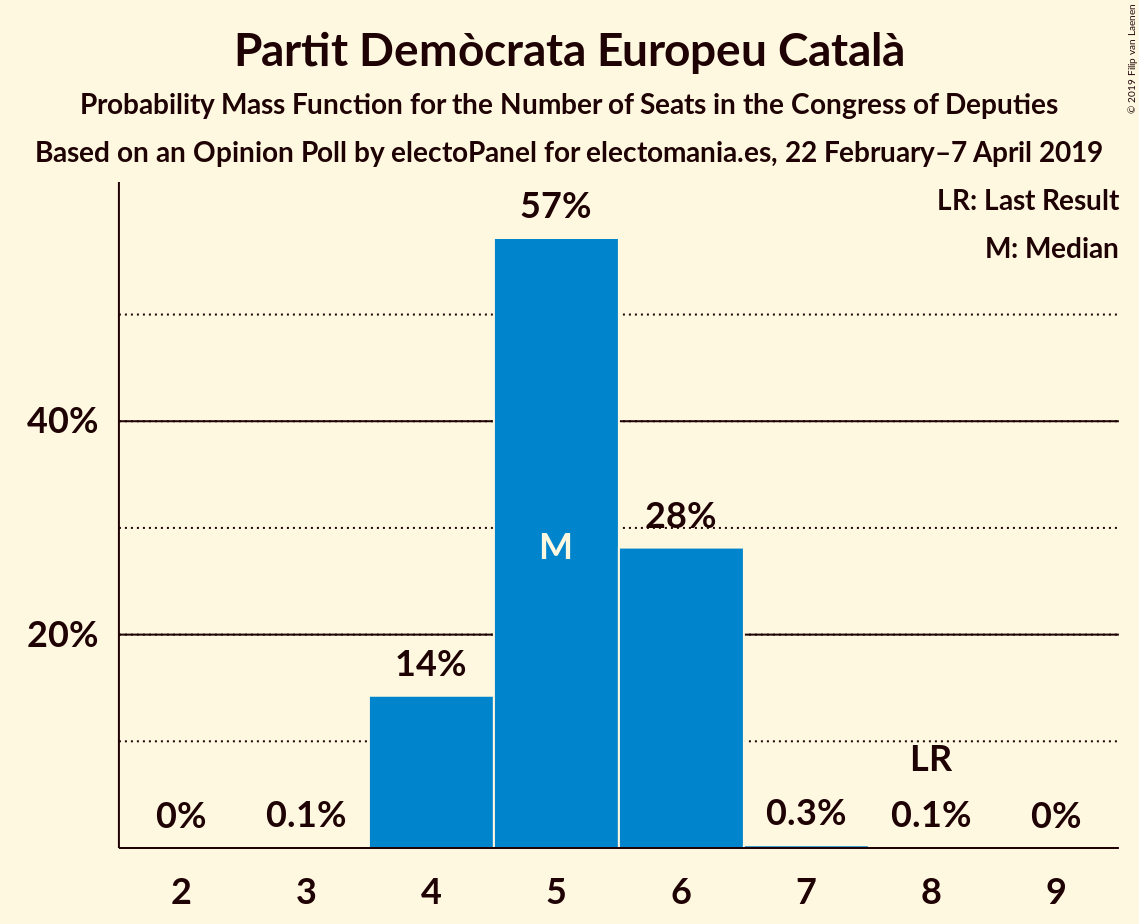 Partit Demòcrata Europeu Català
Probability Mass Function for the Number of Seats in the Congress of Deputies
Based on an Opinion Poll by electoPanel for electomania.es, 22 February–7 April 2019
© 2019 Filip van Laenen
LR: Last Result
M: Median
57%
40%
28%
M
20%
14%
LR
0%
0.1%
0.3%
0.1%
0%
2 3 4 5 6 7 8 9